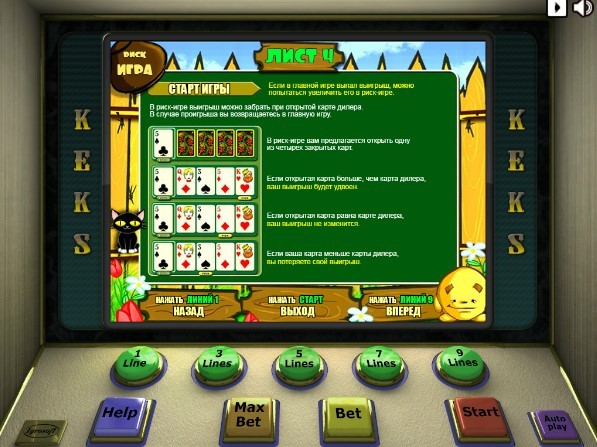 РИСК
ИГРА
ЛИСТ 4
СТАРТ ИГРЫ
Если в главной игре выпал выигрыш, можно
попытаться увеличить его в риск-игре.
В риск-игре выигрыш можно забрать при открытой карте дилера.
В случае проигрыша вы возвращаетесь в главную игру.
В риск-игре вам предлагается открыть одну
из четырех закрытых карт.
Если открытая карта больше, чем карта дилера,
ваш выигрыш будет удвоен.
Если открытая карта равна карте дилера,
ваш выигрыш не изменится.
Если ваша карта меньше карты дилера,
вы потеряете свой выигрыш.
НАЖАТЬ ЛИНИЙ 1
НАЗАД
НАЖАТЬ СТАРТ
ВЫХОД
НАЖАТЬ ЛИНИЙ 9
ВПЕРЕД
KEKS
KEKS
1
Line
3
Lines
5
Lines
7
Lines
9
Lines
Help
Max
Bet
Bet
Start
Auto
play